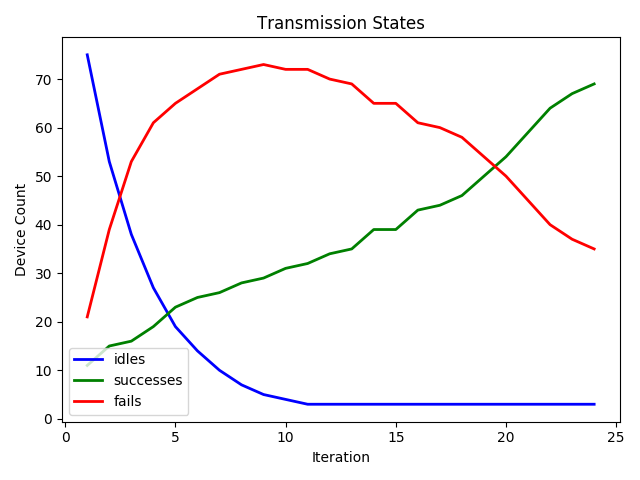 Transmission States
Device Count
70
60
50
40
30
20
10
0
idles
successes
fails
0 5 10 15 20 25
Iteration